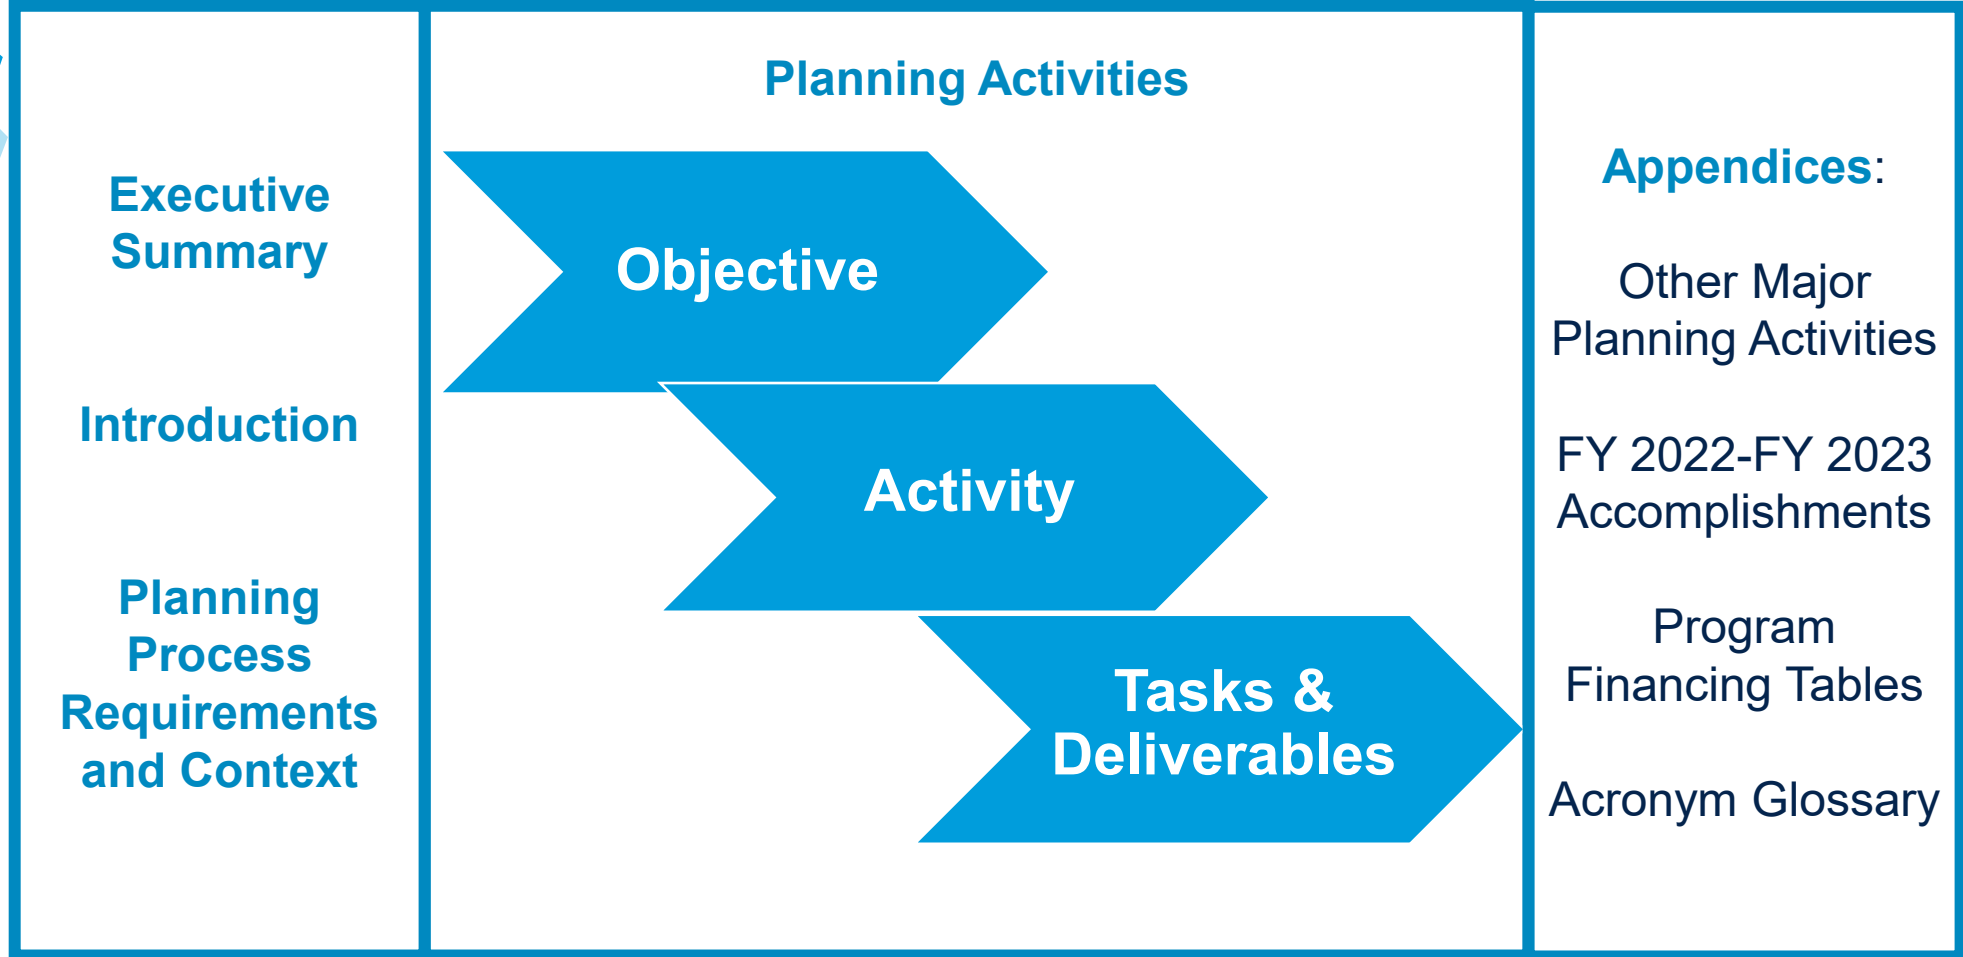 Executive
Summary
Introduction
Planning
Process
Requirements
and Context
Planning Activities
Objective
Activity
Tasks &
Deliverables
Appendices:
Other Major
Planning Activities
FY 2022-FY 2023
Accomplishments
Program
Financing Tables
Acronym Glossary